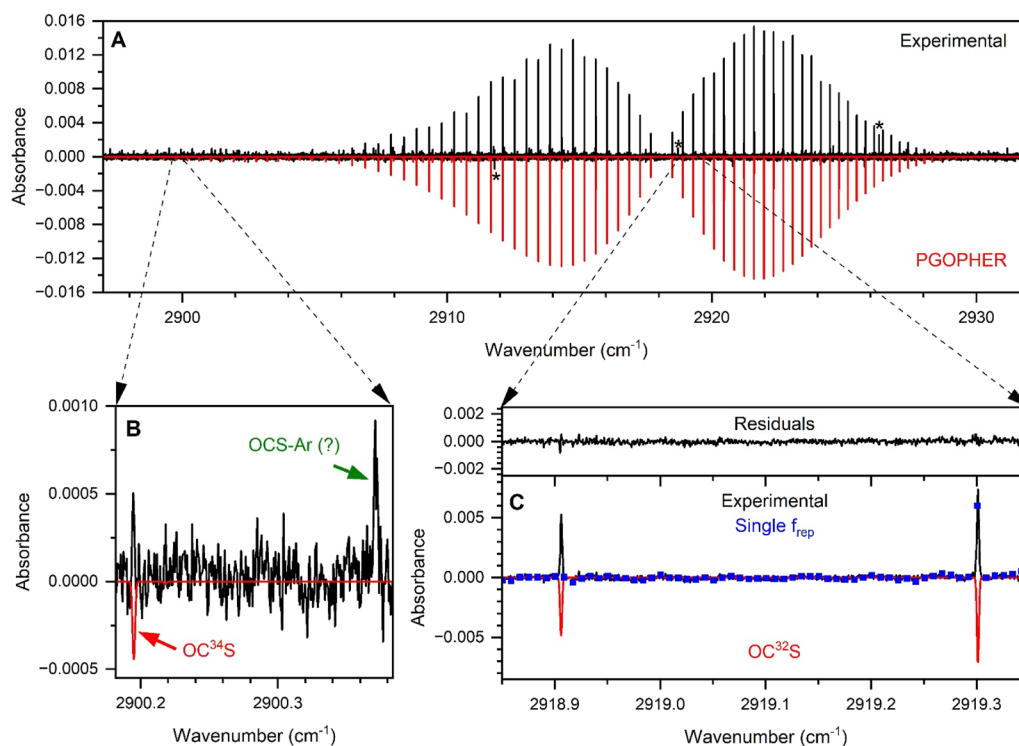 A
Experimental
0.016
0.012
0.008
0.004
0.000
−0.004
−0.008
−0.012
−0.016
Absorbance
*
*
*
PGOPHER
2900
2910
2920
2930
Wavenumber (cm⁻¹)
B
OCS-Ar (?)
0.0010
0.0005
0.0000
−0.0005
Absorbance
OC³⁴S
2900.2
2900.3
Wavenumber (cm⁻¹)
Residuals
0.002
0.000
−0.002
C
Experimental
Single f_rep
0.005
0.000
−0.005
Absorbance
OC³²S
2918.9
2919.0
2919.1
2919.2
2919.3
Wavenumber (cm⁻¹)